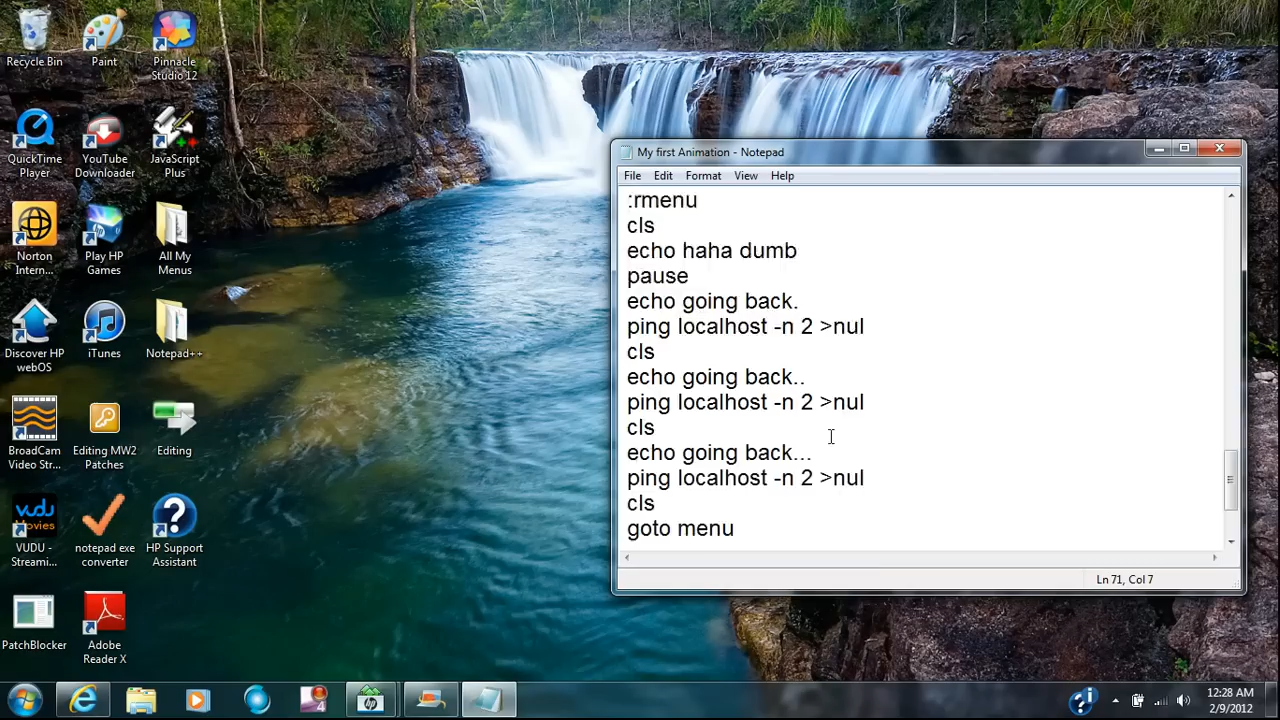 Recycle Bin
Paint
Pinnacle
Studio 12
QuickTime
Player
YouTube
Downloader
JavaScript
Plus
Norton
Intern...
Play HP
Games
All My
Menus
Discover HP
webOS
iTunes
Notepad++
BroadCam
Video Str...
Editing MW2
Patches
Editing
vudu
VUDU -
Streami...
notepad exe
converter
HP Support
Assistant
PatchBlocker
Adobe
Reader X
My first Animation - Notepad
File Edit Format View Help
:rmenu
cls
echo haha dumb
pause
echo going back.
ping localhost -n 2 >nul
cls
echo going back..
ping localhost -n 2 >nul
cls
echo going back...
ping localhost -n 2 >nul
cls
goto menu
Ln 71, Col 7
12:28 AM
2/9/2012